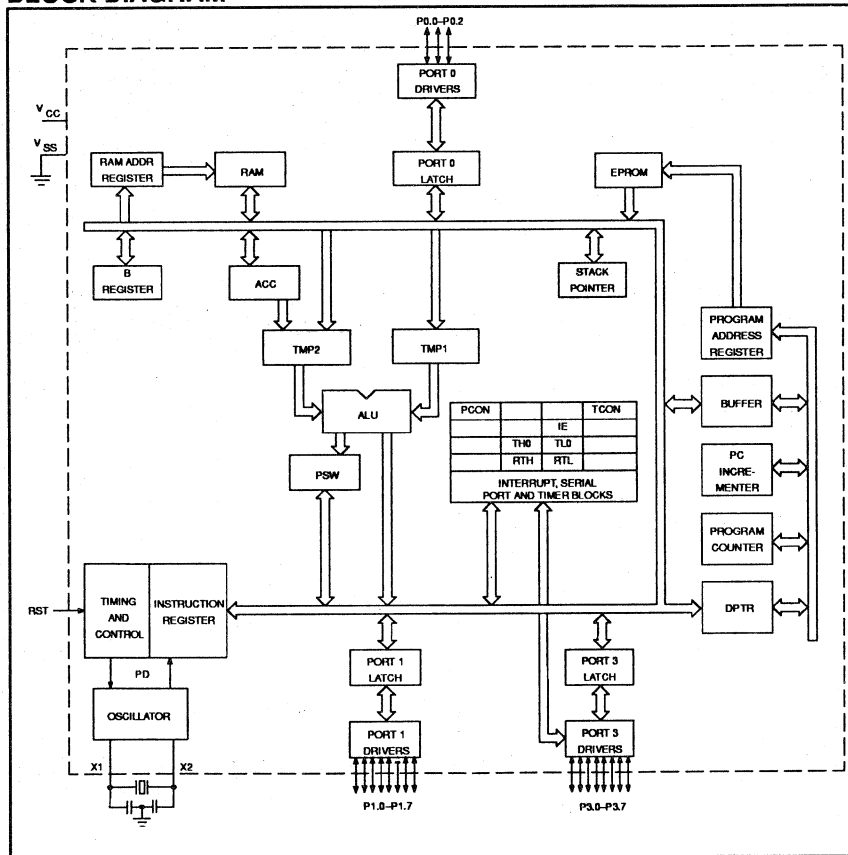 P0.0–P0.2
PORT 0
DRIVERS
VCC
VSS
RAM ADDR
REGISTER
RAM
PORT 0
LATCH
EPROM
B
REGISTER
ACC
STACK
POINTER
PROGRAM
ADDRESS
REGISTER
TMP2
TMP1
BUFFER
ALU
PCON TCON
IE
TH0 TL0
RTH RTL
INTERRUPT, SERIAL
PORT AND TIMER BLOCKS
PSW
PC
INCRE-
MENTER
PROGRAM
COUNTER
RST
TIMING
AND
CONTROL
INSTRUCTION
REGISTER
DPTR
PD
OSCILLATOR
PORT 1
LATCH
PORT 3
LATCH
PORT 1
DRIVERS
PORT 3
DRIVERS
X1 X2
P1.0–P1.7
P3.0–P3.7